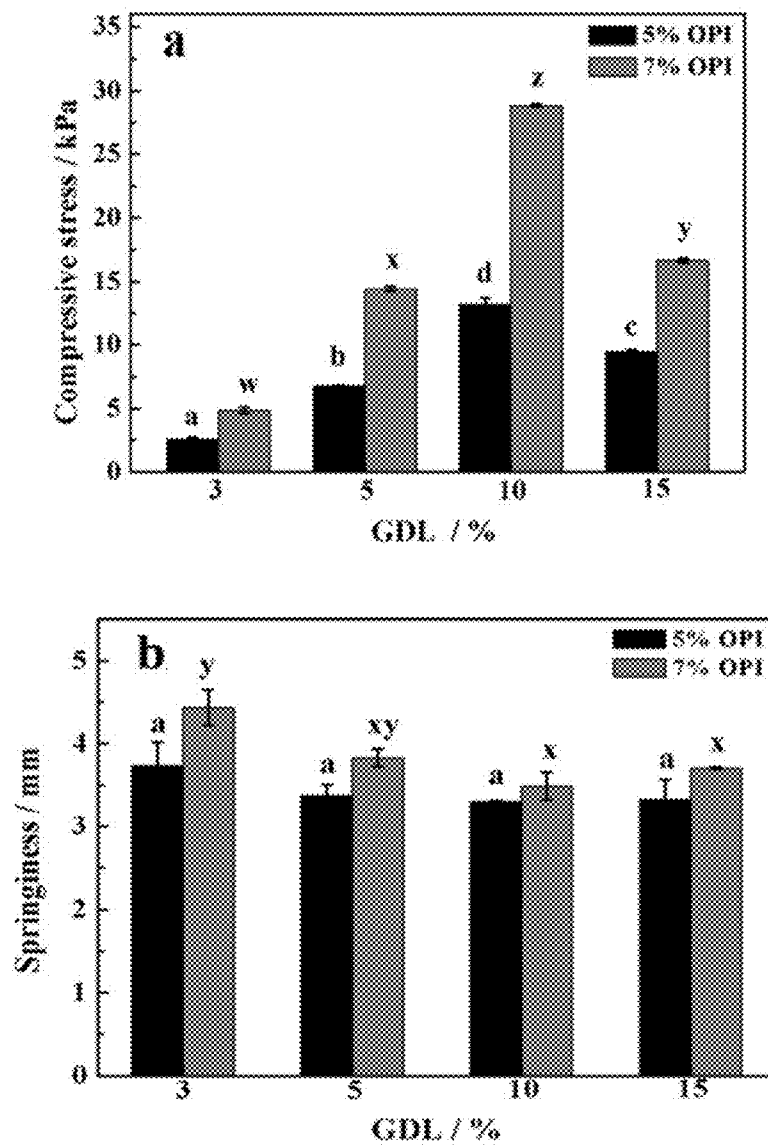 a
5% OPI
7% OPI
Compressive stress / kPa
35
30
25
20
15
10
5
0
a
w
b
x
d
z
c
y
3
5
10
15
GDL / %
b
5% OPI
7% OPI
Springiness / mm
5
4
3
2
1
0
a
y
a
xy
a
x
a
x
3
5
10
15
GDL / %